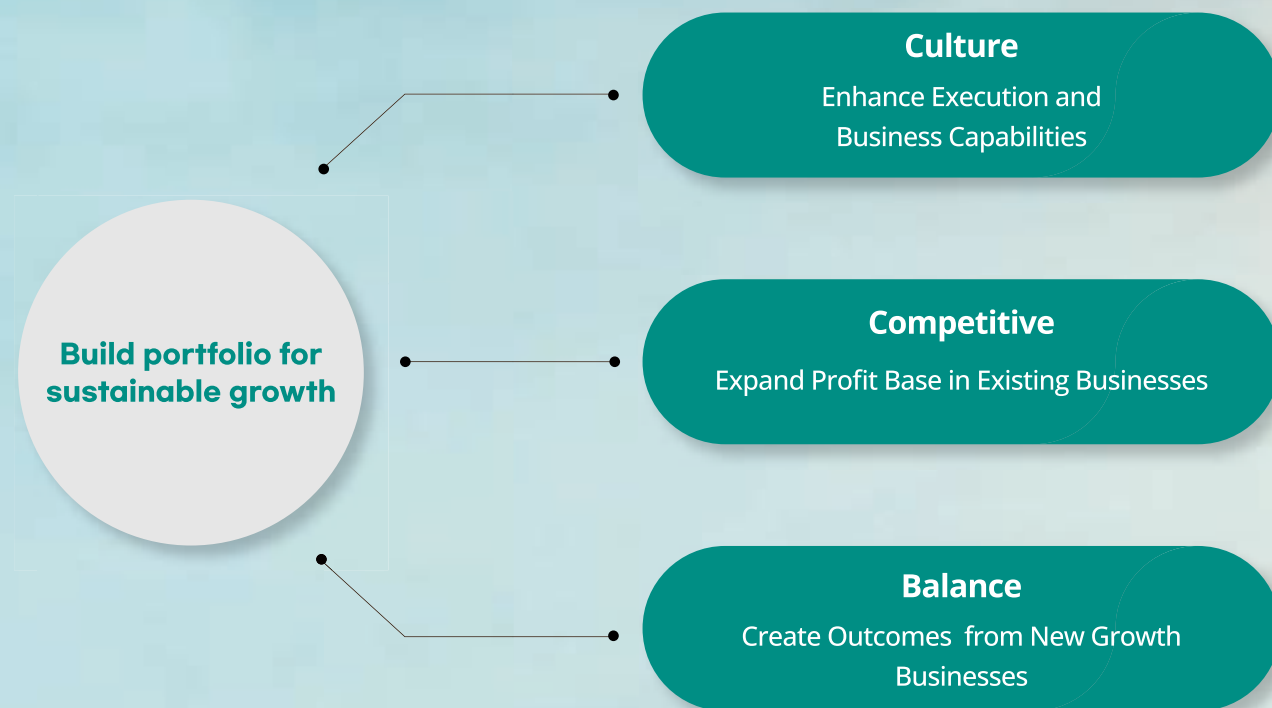 Culture
Enhance Execution and
Business Capabilities
Build portfolio for
sustainable growth
Competitive
Expand Profit Base in Existing Businesses
Balance
Create Outcomes  from New Growth
Businesses